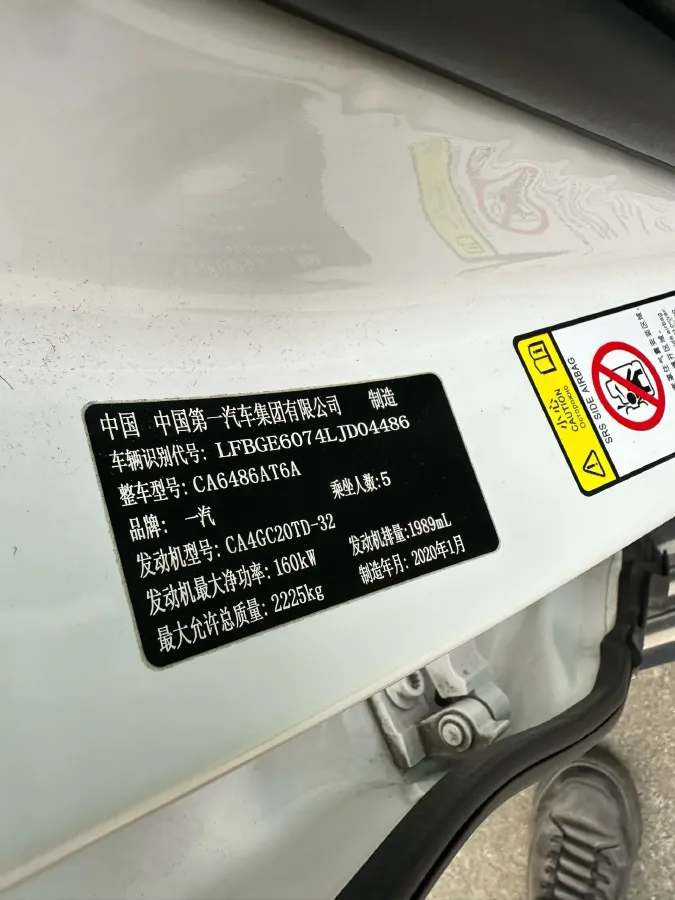 中国 中国第一汽车集团有限公司 制造
车辆识别代号: LFBGE6074LJD04486
整车型号: CA6486AT6A
品牌: 一汽 乘坐人数:5
发动机型号: CA4GC20TD-32
发动机最大净功率: 160kW 发动机排量:1989mL
最大允许总质量: 2225kg 制造年月: 2020年1月
小心
CAUTION
ОСТОРОЖНО
SRS SIDE AIRBAG